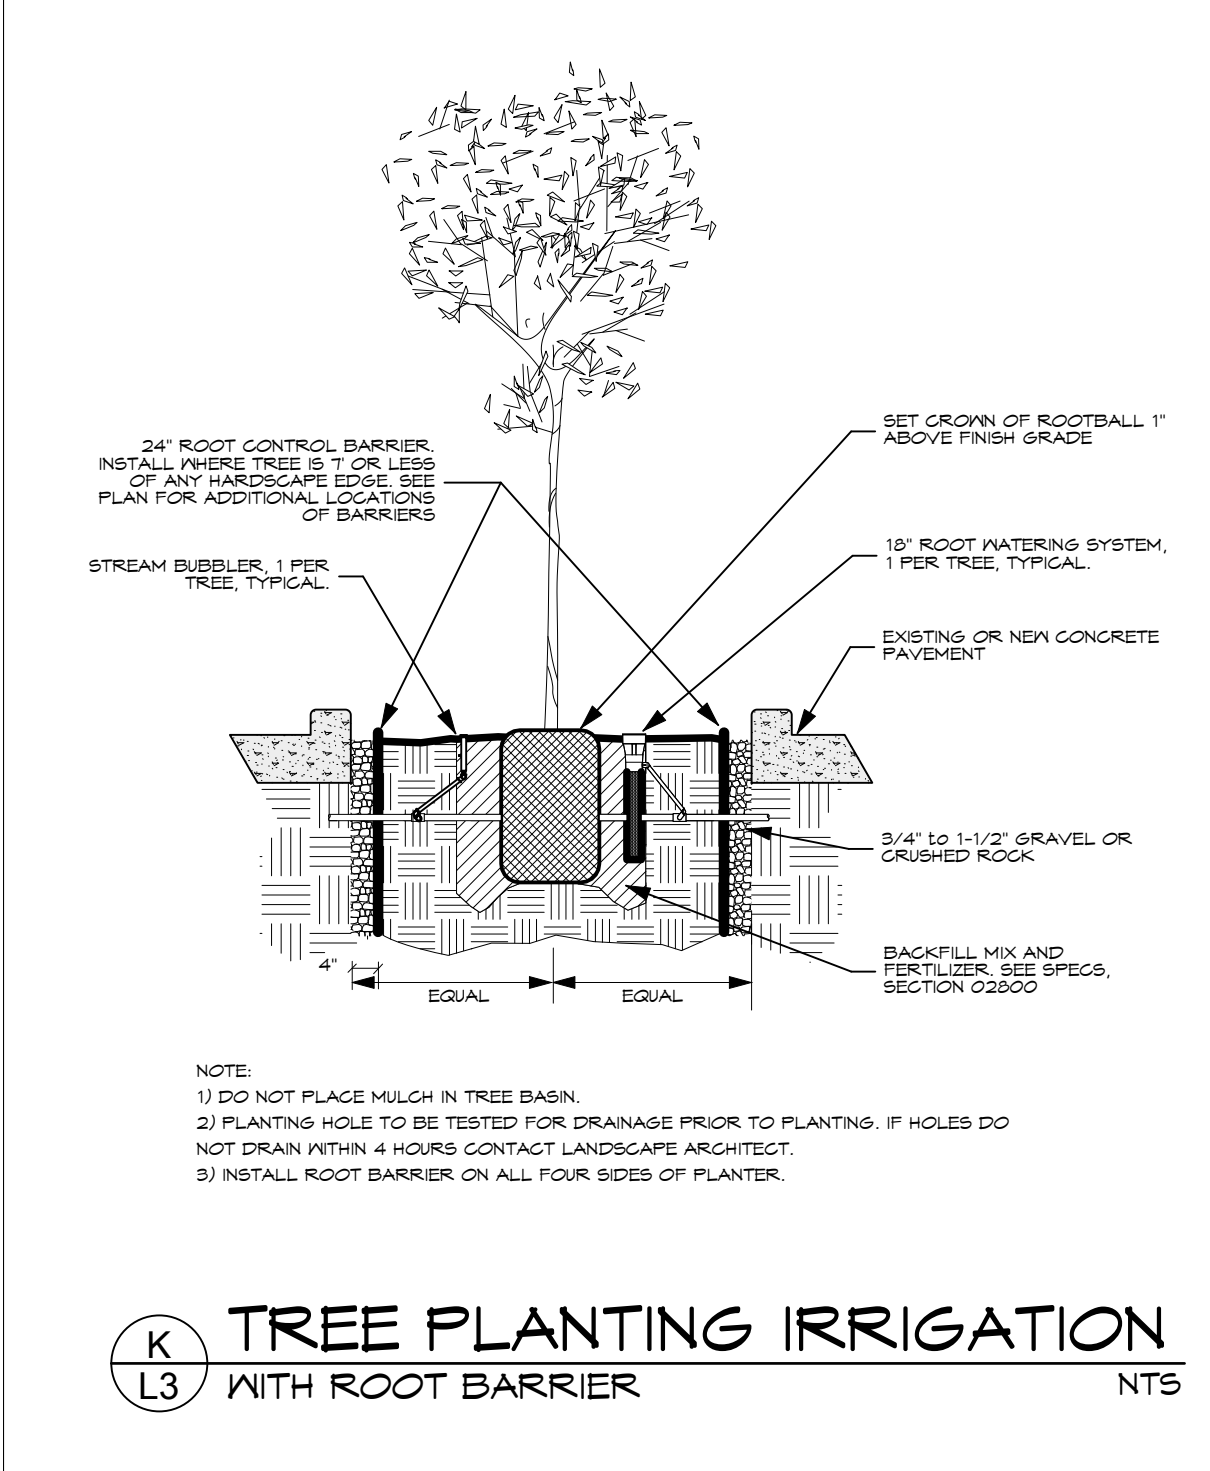 SET CROWN OF ROOTBALL 1"
ABOVE FINISH GRADE
24" ROOT CONTROL BARRIER.
INSTALL WHERE TREE IS 7' OR LESS
OF ANY HARDSCAPE EDGE. SEE
PLAN FOR ADDITIONAL LOCATIONS
OF BARRIERS
18" ROOT WATERING SYSTEM,
1 PER TREE, TYPICAL.
STREAM BUBBLER, 1 PER
TREE, TYPICAL.
EXISTING OR NEW CONCRETE
PAVEMENT
3/4" to 1-1/2" GRAVEL OR
CRUSHED ROCK
BACKFILL MIX AND
FERTILIZER. SEE SPECS,
SECTION 02800
4"
EQUAL
EQUAL
NOTE:
1) DO NOT PLACE MULCH IN TREE BASIN.
2) PLANTING HOLE TO BE TESTED FOR DRAINAGE PRIOR TO PLANTING. IF HOLES DO
NOT DRAIN WITHIN 4 HOURS CONTACT LANDSCAPE ARCHITECT.
3) INSTALL ROOT BARRIER ON ALL FOUR SIDES OF PLANTER.
K
L3
TREE PLANTING IRRIGATION
WITH ROOT BARRIER
NTS